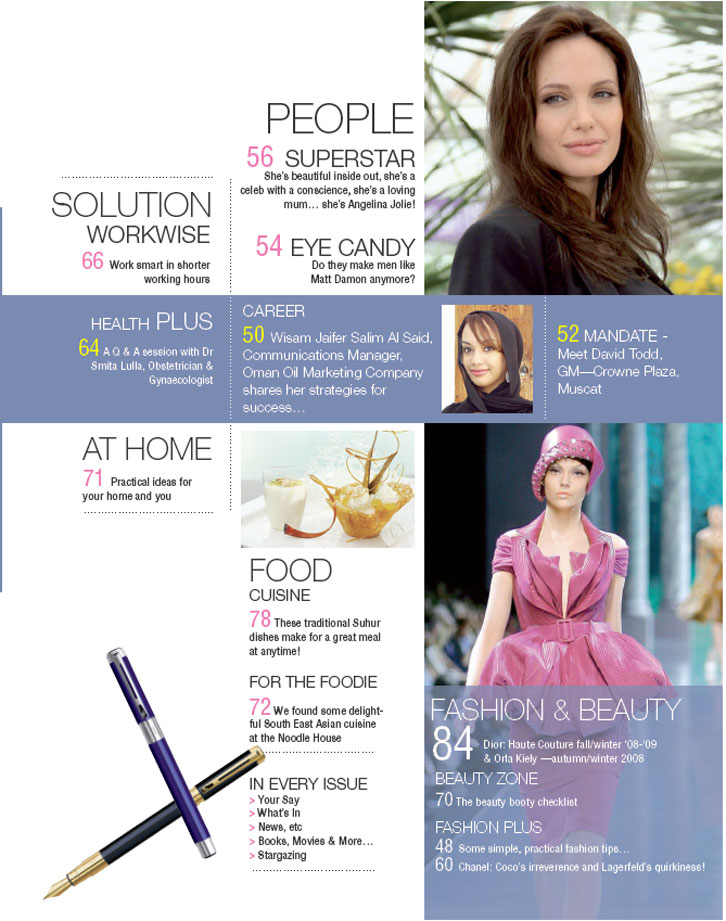 PEOPLE
56 SUPERSTAR
She's beautiful inside out, she's a
celeb with a conscience, she's a loving
mum... she's Angelina Jolie!
54 EYE CANDY
Do they make men like
Matt Damon anymore?
SOLUTION
WORKWISE
66 Work smart in shorter
working hours
HEALTH PLUS
64 A Q & A session with Dr
Smita Lulla, Obstetrician &
Gynaecologist
CAREER
50 Wisam Jaifer Salim Al Said,
Communications Manager,
Oman Oil Marketing Company
shares her strategies for
success...
52 MANDATE -
Meet David Todd,
GM—Crowne Plaza,
Muscat
AT HOME
71 Practical ideas for
your home and you
FOOD
CUISINE
78 These traditional Suhur
dishes make for a great meal
at anytime!
FOR THE FOODIE
72 We found some delight-
ful South East Asian cuisine
at the Noodle House
IN EVERY ISSUE
> Your Say
> What's In
> News, etc
> Books, Movies & More...
> Stargazing
FASHION & BEAUTY
84 Dior: Haute Couture fall/winter '08-'09
& Orla Kiely —autumn/winter 2008
BEAUTY ZONE
70 The beauty booty checklist
FASHION PLUS
48 Some simple, practical fashion tips...
60 Chanel: Coco's irreverence and Lagerfeld's quirkiness!